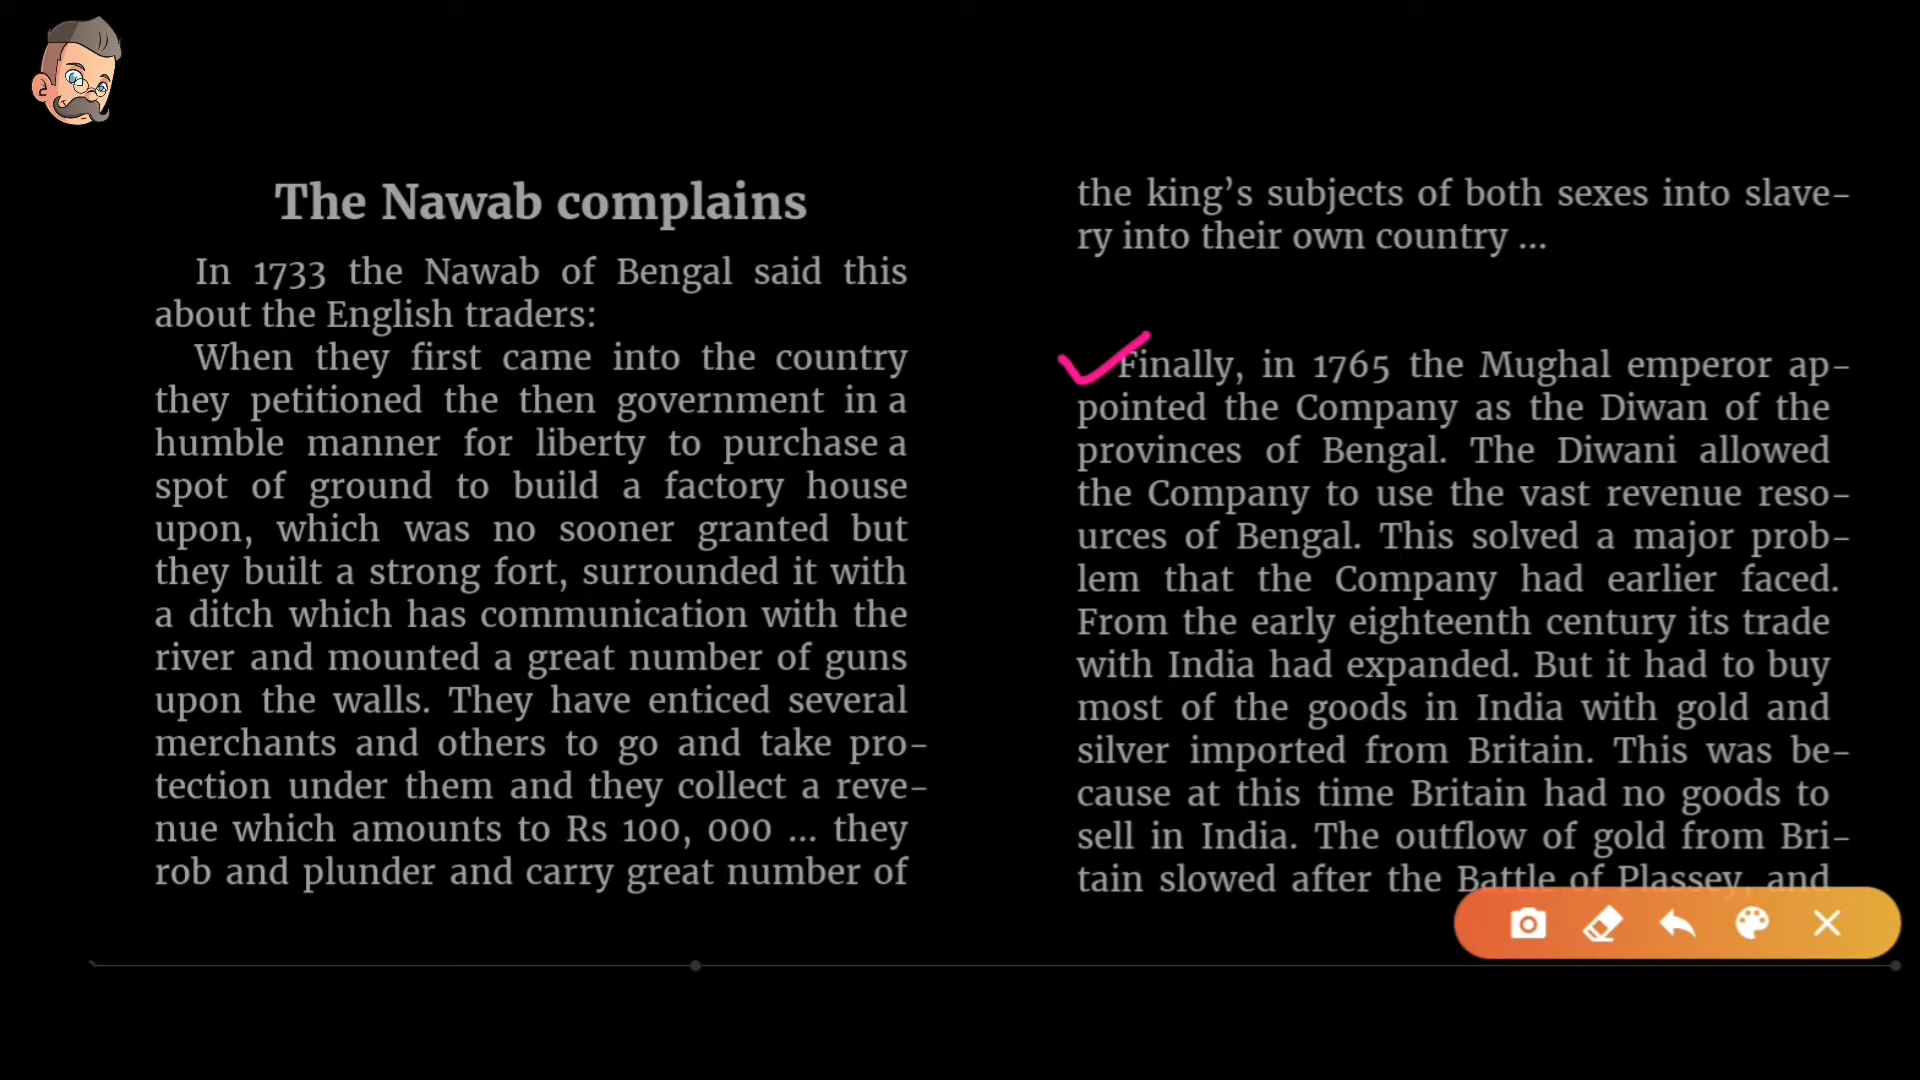 The Nawab complains
In 1733 the Nawab of Bengal said this
about the English traders:
When they first came into the country
they petitioned the then government in a
humble manner for liberty to purchase a
spot of ground to build a factory house
upon, which was no sooner granted but
they built a strong fort, surrounded it with
a ditch which has communication with the
river and mounted a great number of guns
upon the walls. They have enticed several
merchants and others to go and take pro-
tection under them and they collect a reve-
nue which amounts to Rs 100, 000 ... they
rob and plunder and carry great number of
the king's subjects of both sexes into slave-
ry into their own country ...
Finally, in 1765 the Mughal emperor ap-
pointed the Company as the Diwan of the
provinces of Bengal. The Diwani allowed
the Company to use the vast revenue reso-
urces of Bengal. This solved a major prob-
lem that the Company had earlier faced.
From the early eighteenth century its trade
with India had expanded. But it had to buy
most of the goods in India with gold and
silver imported from Britain. This was be-
cause at this time Britain had no goods to
sell in India. The outflow of gold from Bri-
tain slowed after the Battle of Plassey, and